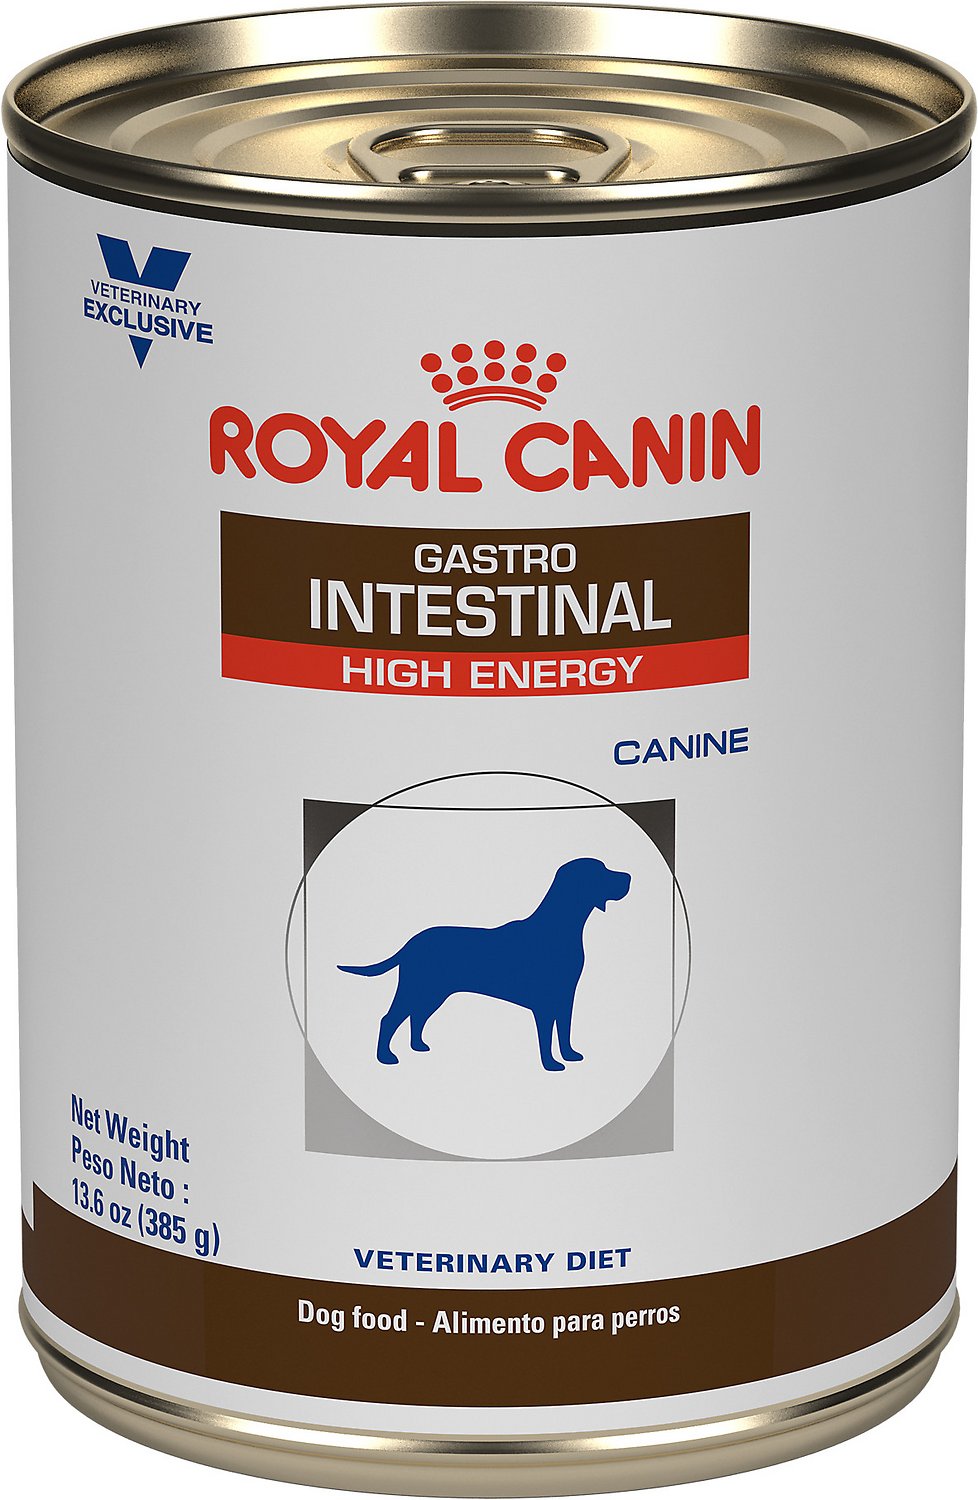 VETERINARY
EXCLUSIVE
ROYAL CANIN
GASTRO
INTESTINAL
HIGH ENERGY
CANINE
Net Weight
Peso Neto :
13.6 oz (385 g)
VETERINARY DIET
Dog food - Alimento para perros